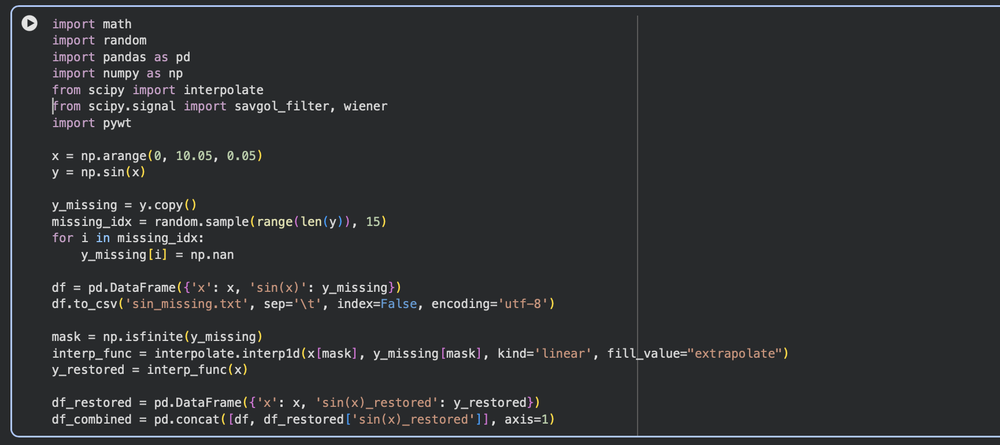 import math
import random
import pandas as pd
import numpy as np
from scipy import interpolate
from scipy.signal import savgol_filter, wiener
import pywt

x = np.arange(0, 10.05, 0.05)
y = np.sin(x)

y_missing = y.copy()
missing_idx = random.sample(range(len(y)), 15)
for i in missing_idx:
    y_missing[i] = np.nan

df = pd.DataFrame({'x': x, 'sin(x)': y_missing})
df.to_csv('sin_missing.txt', sep='\t', index=False, encoding='utf-8')

mask = np.isfinite(y_missing)
interp_func = interpolate.interp1d(x[mask], y_missing[mask], kind='linear', fill_value="extrapolate")
y_restored = interp_func(x)

df_restored = pd.DataFrame({'x': x, 'sin(x)_restored': y_restored})
df_combined = pd.concat([df, df_restored['sin(x)_restored']], axis=1)